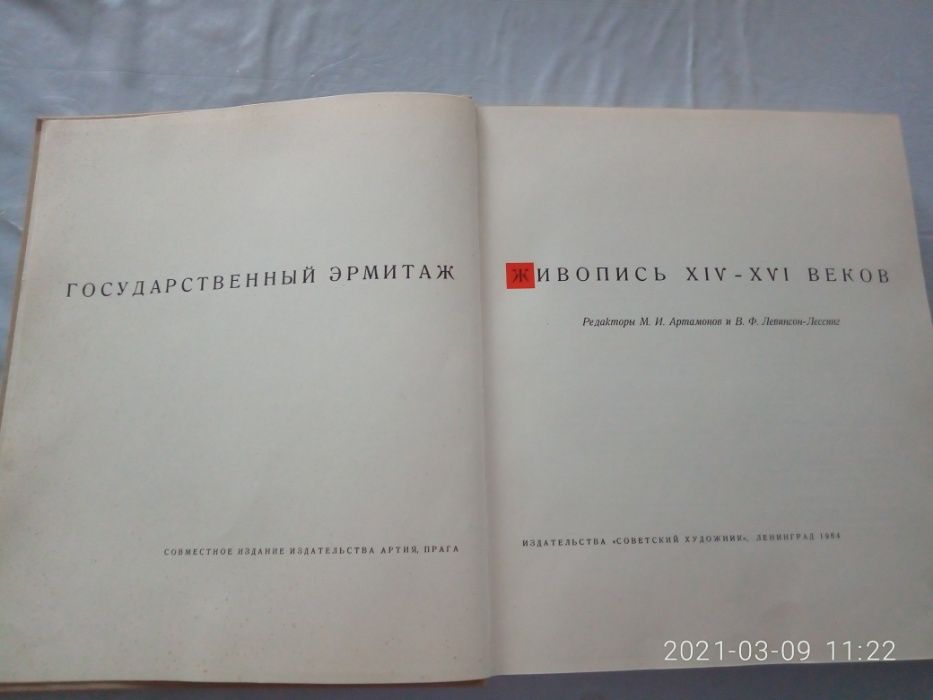 ГОСУДАРСТВЕННЫЙ ЭРМИТАЖ
СОВМЕСТНОЕ ИЗДАНИЕ ИЗДАТЕЛЬСТВА АРТИЯ, ПРАГА
ЖИВОПИСЬ XIV - XVI ВЕКОВ
Редакторы М. И. Артамонов и В. Ф. Левинсон-Лессинг
ИЗДАТЕЛЬСТВА «СОВЕТСКИЙ ХУДОЖНИК», ЛЕНИНГРАД 1964
2021-03-09 11:22